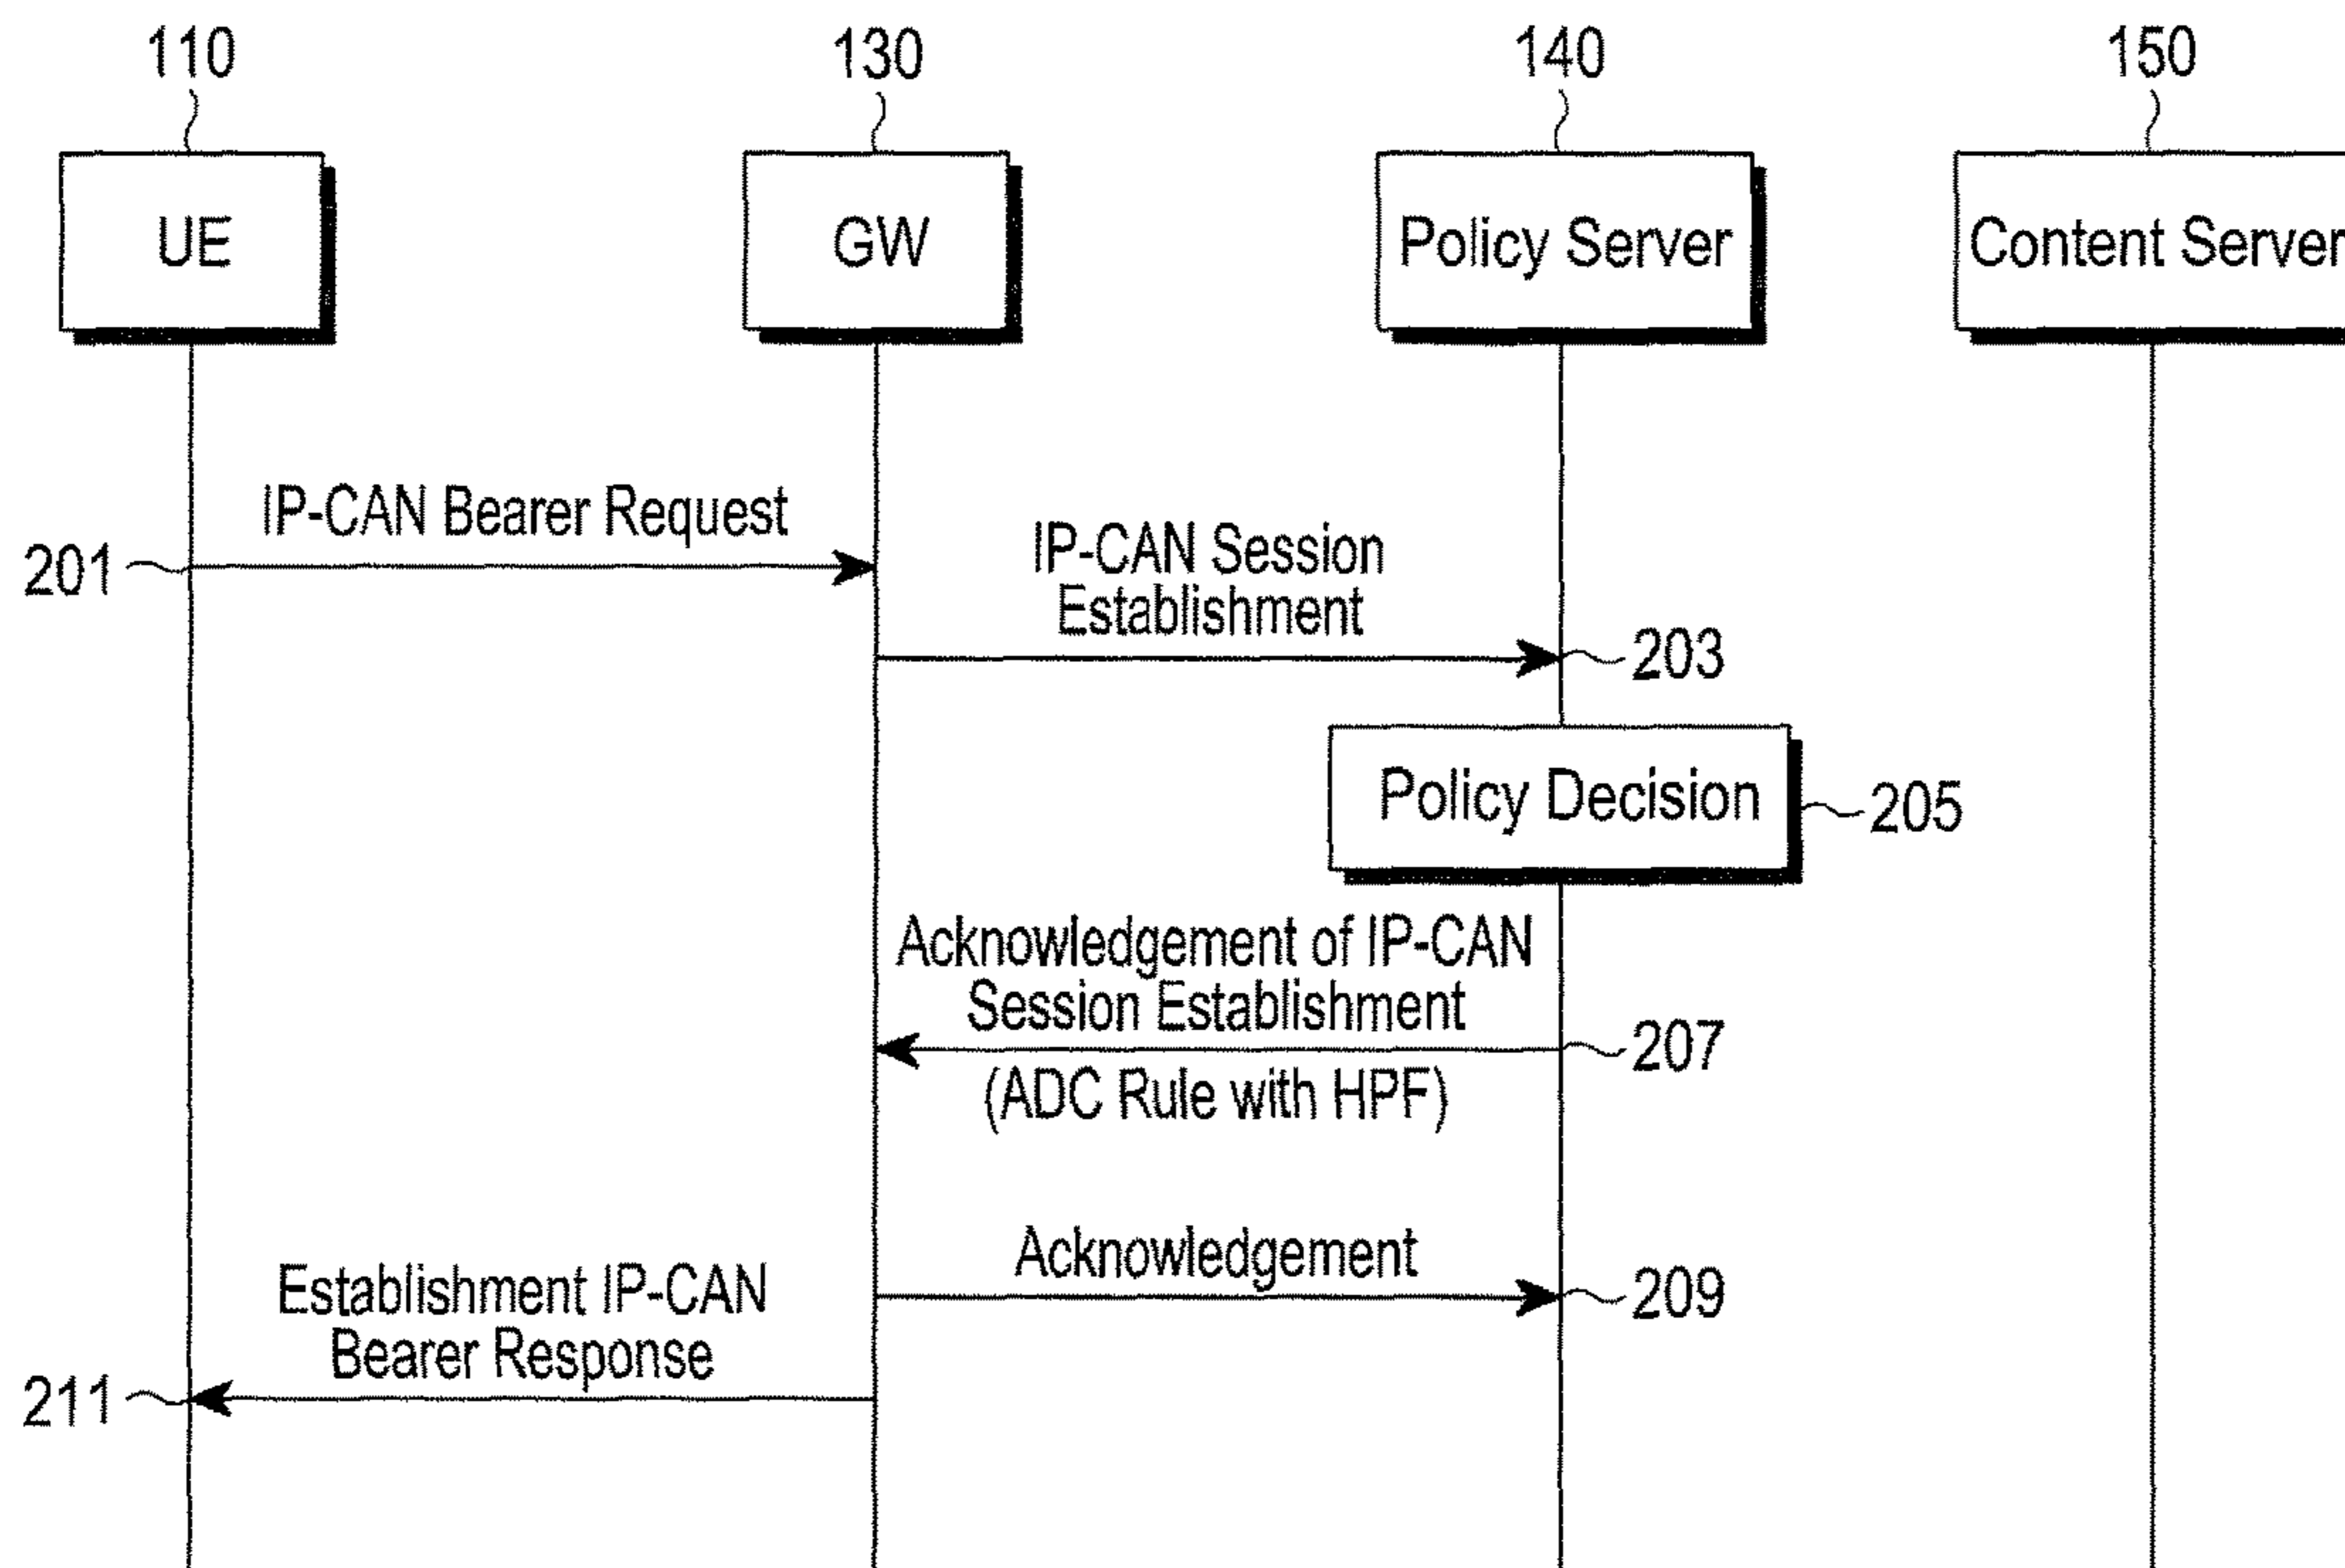 110
130
140
150
UE
GW
Policy Server
Content Server
IP-CAN Bearer Request
201
IP-CAN Session
Establishment
203
Policy Decision
205
Acknowledgement of IP-CAN
Session Establishment
207
(ADC Rule with HPF)
Acknowledgement
209
Establishment IP-CAN
Bearer Response
211